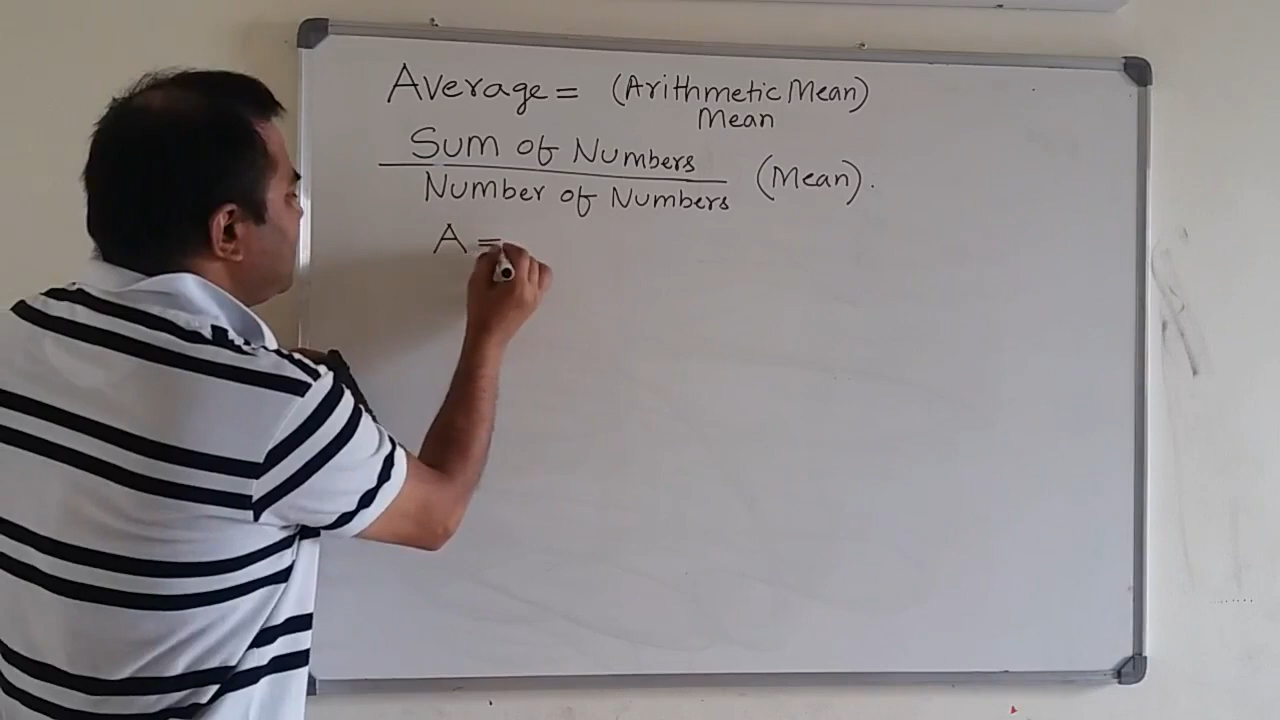 Average = (Arithmetic Mean)
Mean
Sum of Numbers
Number of Numbers (Mean).
A =